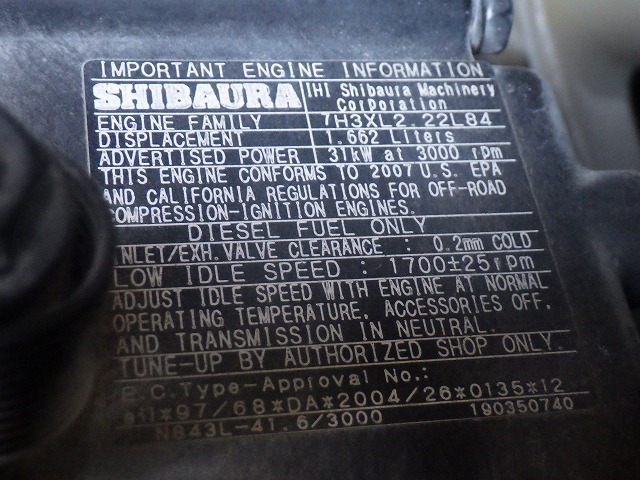 IMPORTANT ENGINE INFORMATION
SHIBAURA IHI Shibaura Machinery Corporation
ENGINE FAMILY 7H3XL2.22L84
DISPLACEMENT 1.662 Liters
ADVERTISED POWER 31kW at 3000 rpm
THIS ENGINE CONFORMS TO 2007 U.S. EPA
AND CALIFORNIA REGULATIONS FOR OFF-ROAD
COMPRESSION-IGNITION ENGINES.
DIESEL FUEL ONLY
INLET/EXH.VALVE CLEARANCE : 0.2mm COLD
LOW IDLE SPEED : 1700±25rpm
ADJUST IDLE SPEED WITH ENGINE AT NORMAL
OPERATING TEMPERATURE, ACCESSORIES OFF,
AND TRANSMISSION IN NEUTRAL.
TUNE-UP BY AUTHORIZED SHOP ONLY.
E.C.Type-Approval No.:
e11*97/68*DA*2004/26*0135*12
N843L-41.6/3000 190350740